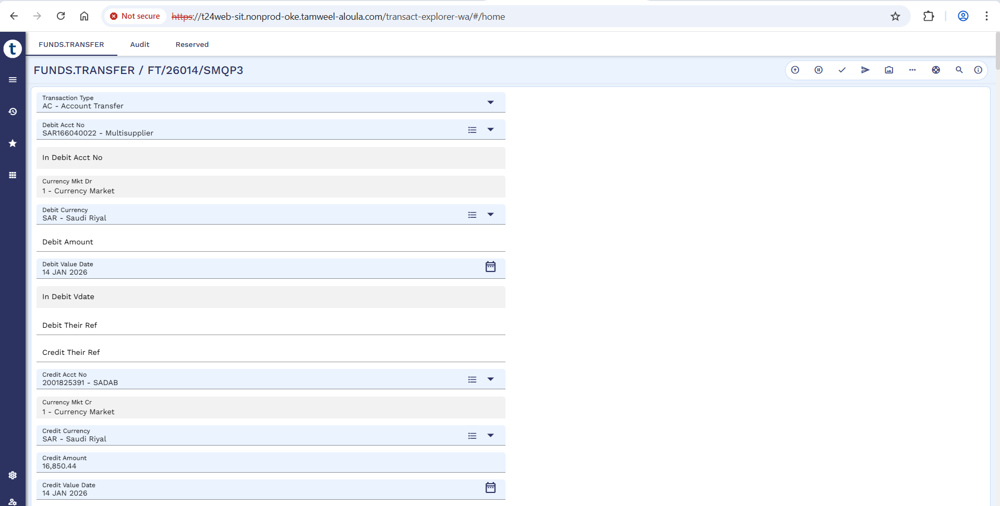 Not secure
https://t24web-sit.nonprod-oke.tamweel-aloula.com/transact-explorer-wa/#/home
t
FUNDS.TRANSFER
Audit
Reserved
FUNDS.TRANSFER / FT/26014/SMQP3
Transaction Type
AC - Account Transfer
Debit Acct No
SAR166040022 - Multisupplier
In Debit Acct No
Currency Mkt Dr
1 - Currency Market
Debit Currency
SAR - Saudi Riyal
Debit Amount
Debit Value Date
14 JAN 2026
In Debit Vdate
Debit Their Ref
Credit Their Ref
Credit Acct No
2001825391 - SADAB
Currency Mkt Cr
1 - Currency Market
Credit Currency
SAR - Saudi Riyal
Credit Amount
16,850.44
Credit Value Date
14 JAN 2026